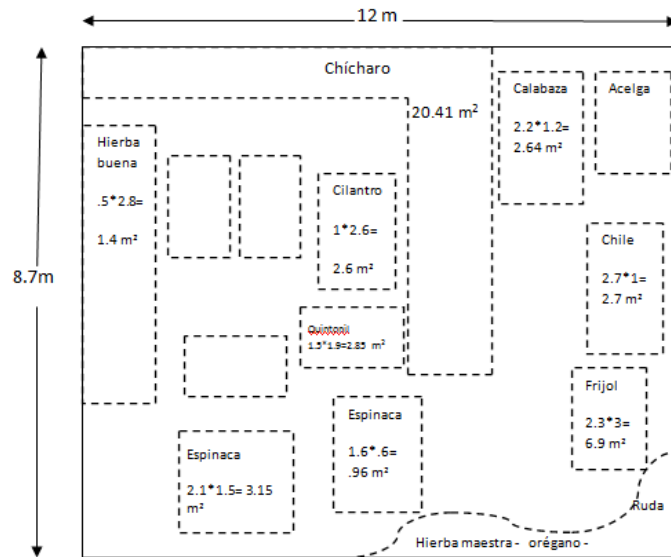 12 m
Chícharo
20.41 m²
Calabaza
2.2*1.2=
2.64 m²
Acelga
Hierba
buena
.5*2.8=
1.4 m²
Cilantro
1*2.6=
2.6 m²
Chile
2.7*1=
2.7 m²
8.7m
Quintonil
1.5*1.9=2.85 m²
Frijol
2.3*3=
6.9 m²
Espinaca
1.6*.6=
.96 m²
Espinaca
2.1*1.5= 3.15
m²
Ruda
Hierba maestra - orégano -